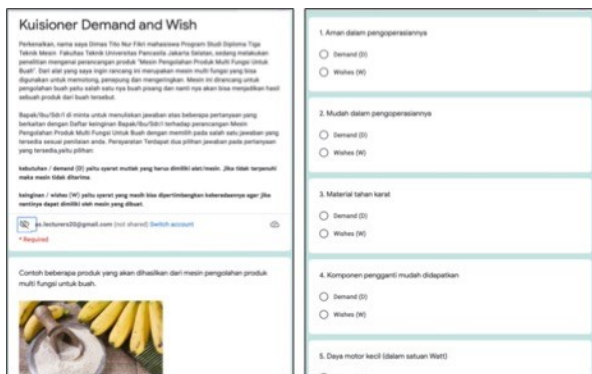 Kuisioner Demand and Wish
Perkenalkan, nama saya Dimas Tito Nur Fikri mahasiswa Program Studi Diploma Tiga
Teknik Mesin Fakultas Teknik Universitas Pancasila Jakarta Selatan, sedang melakukan
penelitian mengenai perancangan produk "Mesin Pengolahan Produk Multi Fungsi Untuk
Buah". Dari alat yang saya ingin rancang ini merupakan mesin multi fungsi yang bisa
digunakan untuk memotong, penepung dan mengeringkan. Mesin ini dirancang untuk
pengolahan buah yaitu salah satu nya buah pisang dan nanti nya akan bisa menjadikan hasil
sebuah produk dari buah tersebut.
Bapak/Ibu/Sdr/i di minta untuk menuliskan jawaban atas beberapa pertanyaan yang
berkaitan dengan Daftar keinginan Bapak/Ibu/Sdr/i terhadap perancangan Mesin
Pengolahan Produk Multi Fungsi Untuk Buah dengan memilih pada salah satu jawaban yang
tersedia sesuai penilaian anda. Persyaratan Terdapat dua pilihan jawaban pada pertanyaan
yang tersedia,yaitu pilihan:
kebutuhan / demand (D) yaitu syarat mutlak yang harus dimiliki alat/mesin. Jika tidak terpenuhi
maka mesin tidak diterima.
keinginan / wishes (W) yaitu syarat yang masih bisa dipertimbangkan keberadaannya agar jika
nantinya dapat dimiliki oleh mesin yang dibuat.
as.lecturers20@gmail.com (not shared) Switch account
* Required
Contoh beberapa produk yang akan dihasilkan dari mesin pengolahan produk
multi fungsi untuk buah.
1. Aman dalam pengoperasiannya
Demand (D)
Wishes (W)
2. Mudah dalam pengoperasiannya
Demand (D)
Wishes (W)
3. Material tahan karat
Demand (D)
Wishes (W)
4. Komponen pengganti mudah didapatkan
Demand (D)
Wishes (W)
5. Daya motor kecil (dalam satuan Watt)